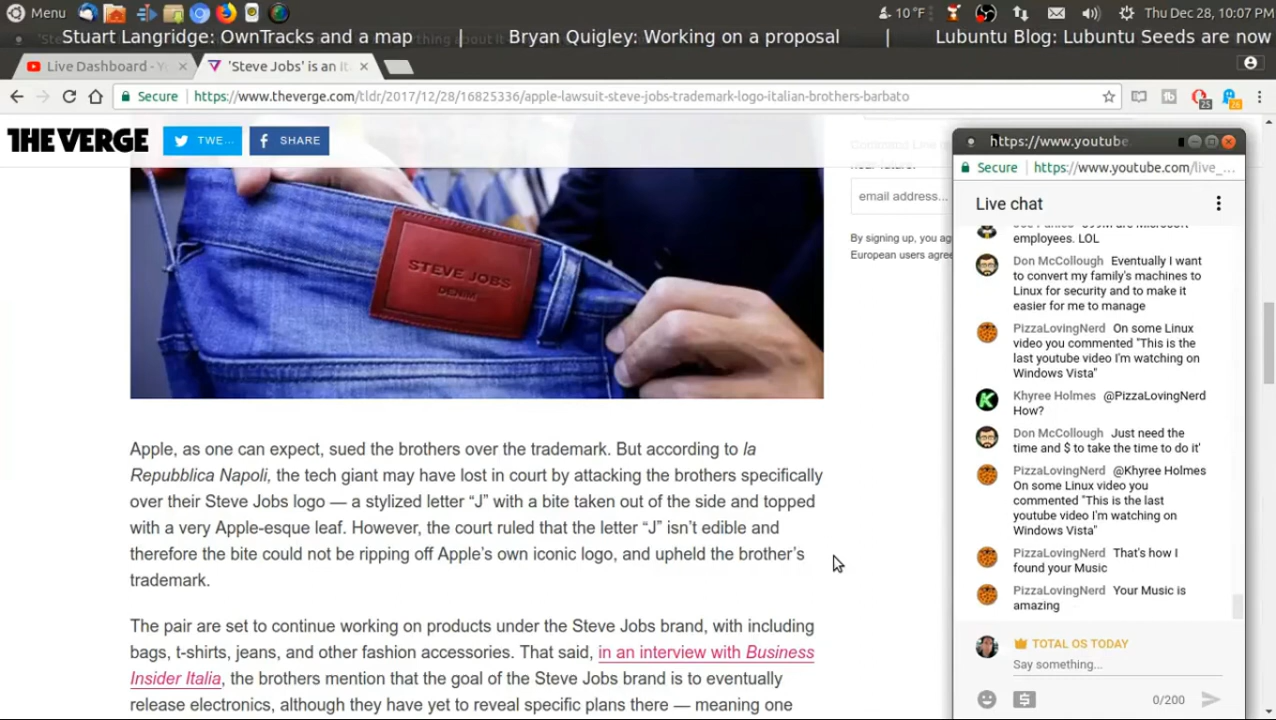 Menu
10 °F
Thu Dec 28, 10:07 PM
Stuart Langridge: OwnTracks and a map Bryan Quigley: Working on a proposal | Lubuntu Blog: Lubuntu Seeds are now
Live Dashboard - Y
'Steve Jobs' is an It
Secure https://www.theverge.com/tldr/2017/12/28/16825336/apple-lawsuit-steve-jobs-trademark-logo-italian-brothers-barbato
25
26
THE VERGE
TWE...
SHARE
email address...
By signing up, you ag
European users agree
STEVE JOBS
DENIM
Apple, as one can expect, sued the brothers over the trademark. But according to la
Repubblica Napoli, the tech giant may have lost in court by attacking the brothers specifically
over their Steve Jobs logo — a stylized letter “J” with a bite taken out of the side and topped
with a very Apple-esque leaf. However, the court ruled that the letter “J” isn’t edible and
therefore the bite could not be ripping off Apple’s own iconic logo, and upheld the brother’s
trademark.
The pair are set to continue working on products under the Steve Jobs brand, with including
bags, t-shirts, jeans, and other fashion accessories. That said, in an interview with Business
Insider Italia, the brothers mention that the goal of the Steve Jobs brand is to eventually
release electronics, although they have yet to reveal specific plans there — meaning one
https://www.youtube.
Secure https://www.youtube.com/live_...
Live chat
employees. LOL
Don McCollough Eventually I want
to convert my family's machines to
Linux for security and to make it
easier for me to manage
PizzaLovingNerd On some Linux
video you commented "This is the
last youtube video I'm watching on
Windows Vista"
Khyree Holmes @PizzaLovingNerd
How?
Don McCollough Just need the
time and $ to take the time to do it'
PizzaLovingNerd @Khyree Holmes
On some Linux video you
commented "This is the last
youtube video I'm watching on
Windows Vista"
PizzaLovingNerd That's how I
found your Music
PizzaLovingNerd Your Music is
amazing
TOTAL OS TODAY
Say something...
0/200